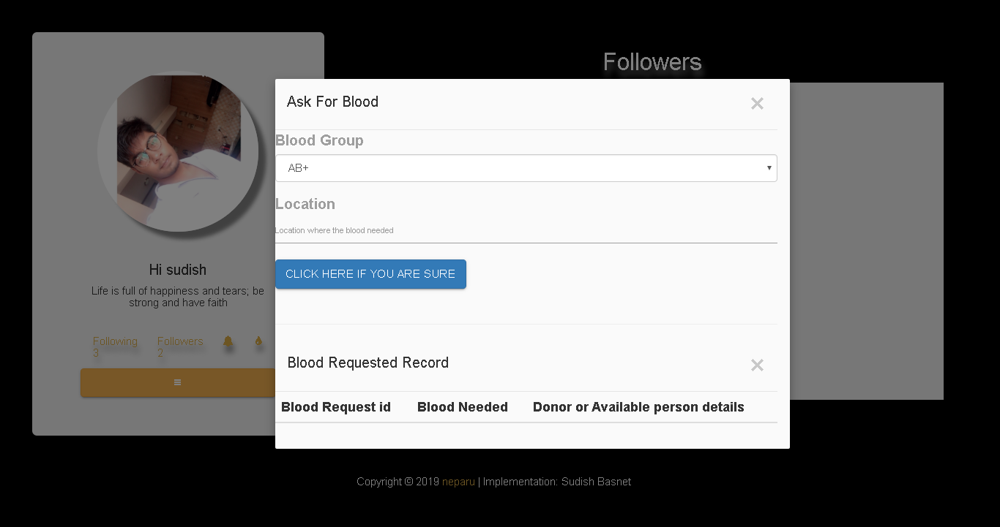 Followers
Ask For Blood
×
Blood Group
AB+
Location
Location where the blood needed
CLICK HERE IF YOU ARE SURE
Hi sudish
Life is full of happiness and tears; be
strong and have faith
Following
3
Followers
2
Blood Requested Record
×
Blood Request id Blood Needed Donor or Available person details
Copyright © 2019 neparu | Implementation: Sudish Basnet